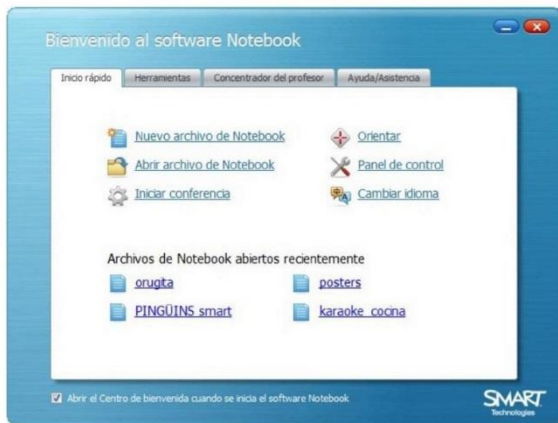 Bienvenido al software Notebook
Inicio rápido Herramientas Concentrador del profesor Ayuda/Asistencia
Nuevo archivo de Notebook Orientar
Abrir archivo de Notebook Panel de control
Iniciar conferencia Cambiar idioma
Archivos de Notebook abiertos recientemente
orugita posters
PINGÜINS smart karaoke cocina
Abrir el Centro de bienvenida cuando se inicia el software Notebook
SMART
Technologies